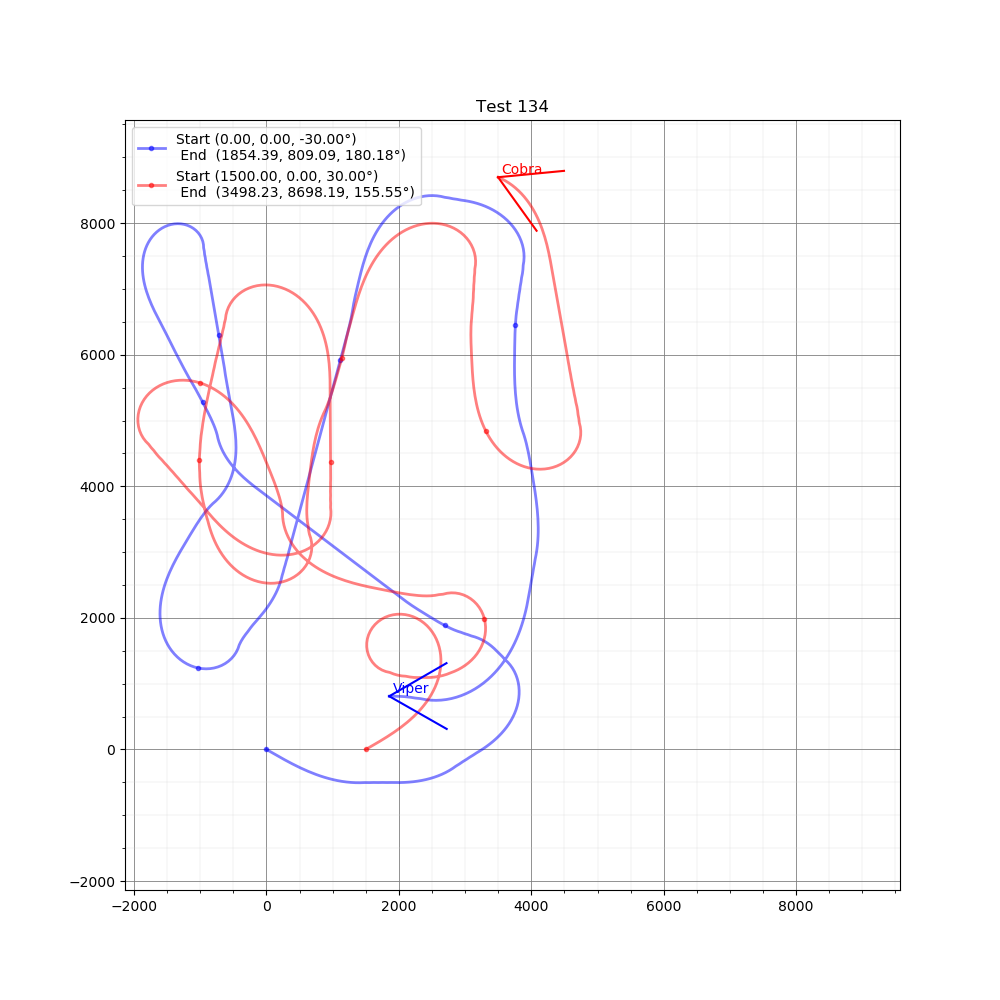 Test 134
Start (0.00, 0.00, -30.00°)
End (1854.39, 809.09, 180.18°)
Start (1500.00, 0.00, 30.00°)
End (3498.23, 8698.19, 155.55°)
Cobra
Viper
8000
6000
4000
2000
0
−2000
−2000
0
2000
4000
6000
8000